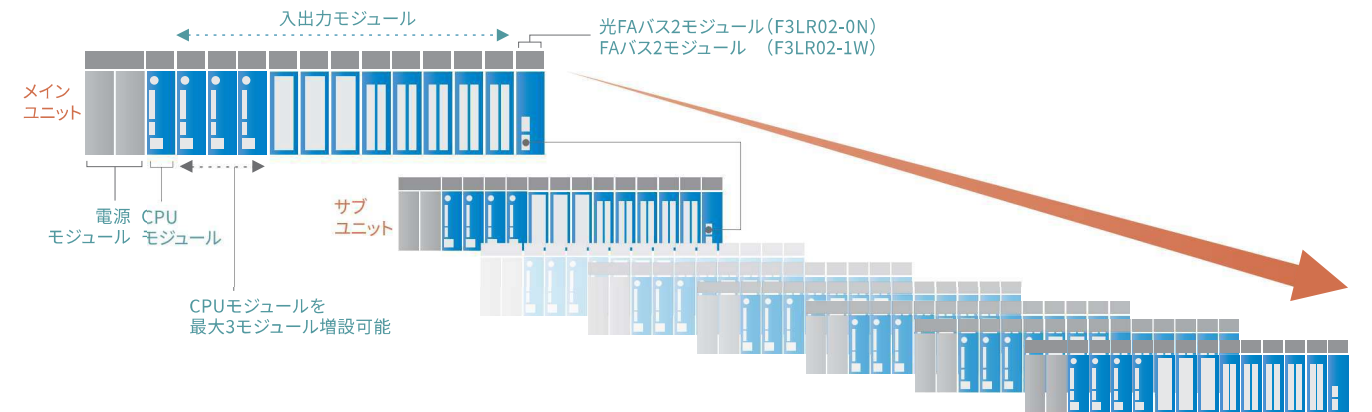 入出力モジュール
光FAバス2モジュール(F3LR02-0N)
FAバス2モジュール (F3LR02-1W)
メイン
ユニット
電源
モジュール
CPU
モジュール
サブ
ユニット
CPUモジュールを
最大3モジュール増設可能